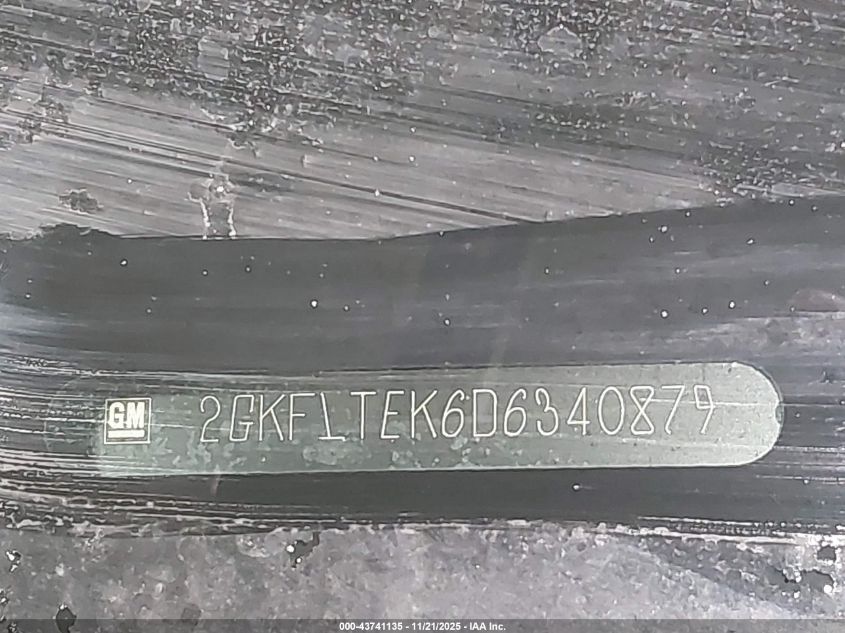 GM 2GKFLTEK6D6340879
000-43741135 - 11/21/2025 - IAA Inc.